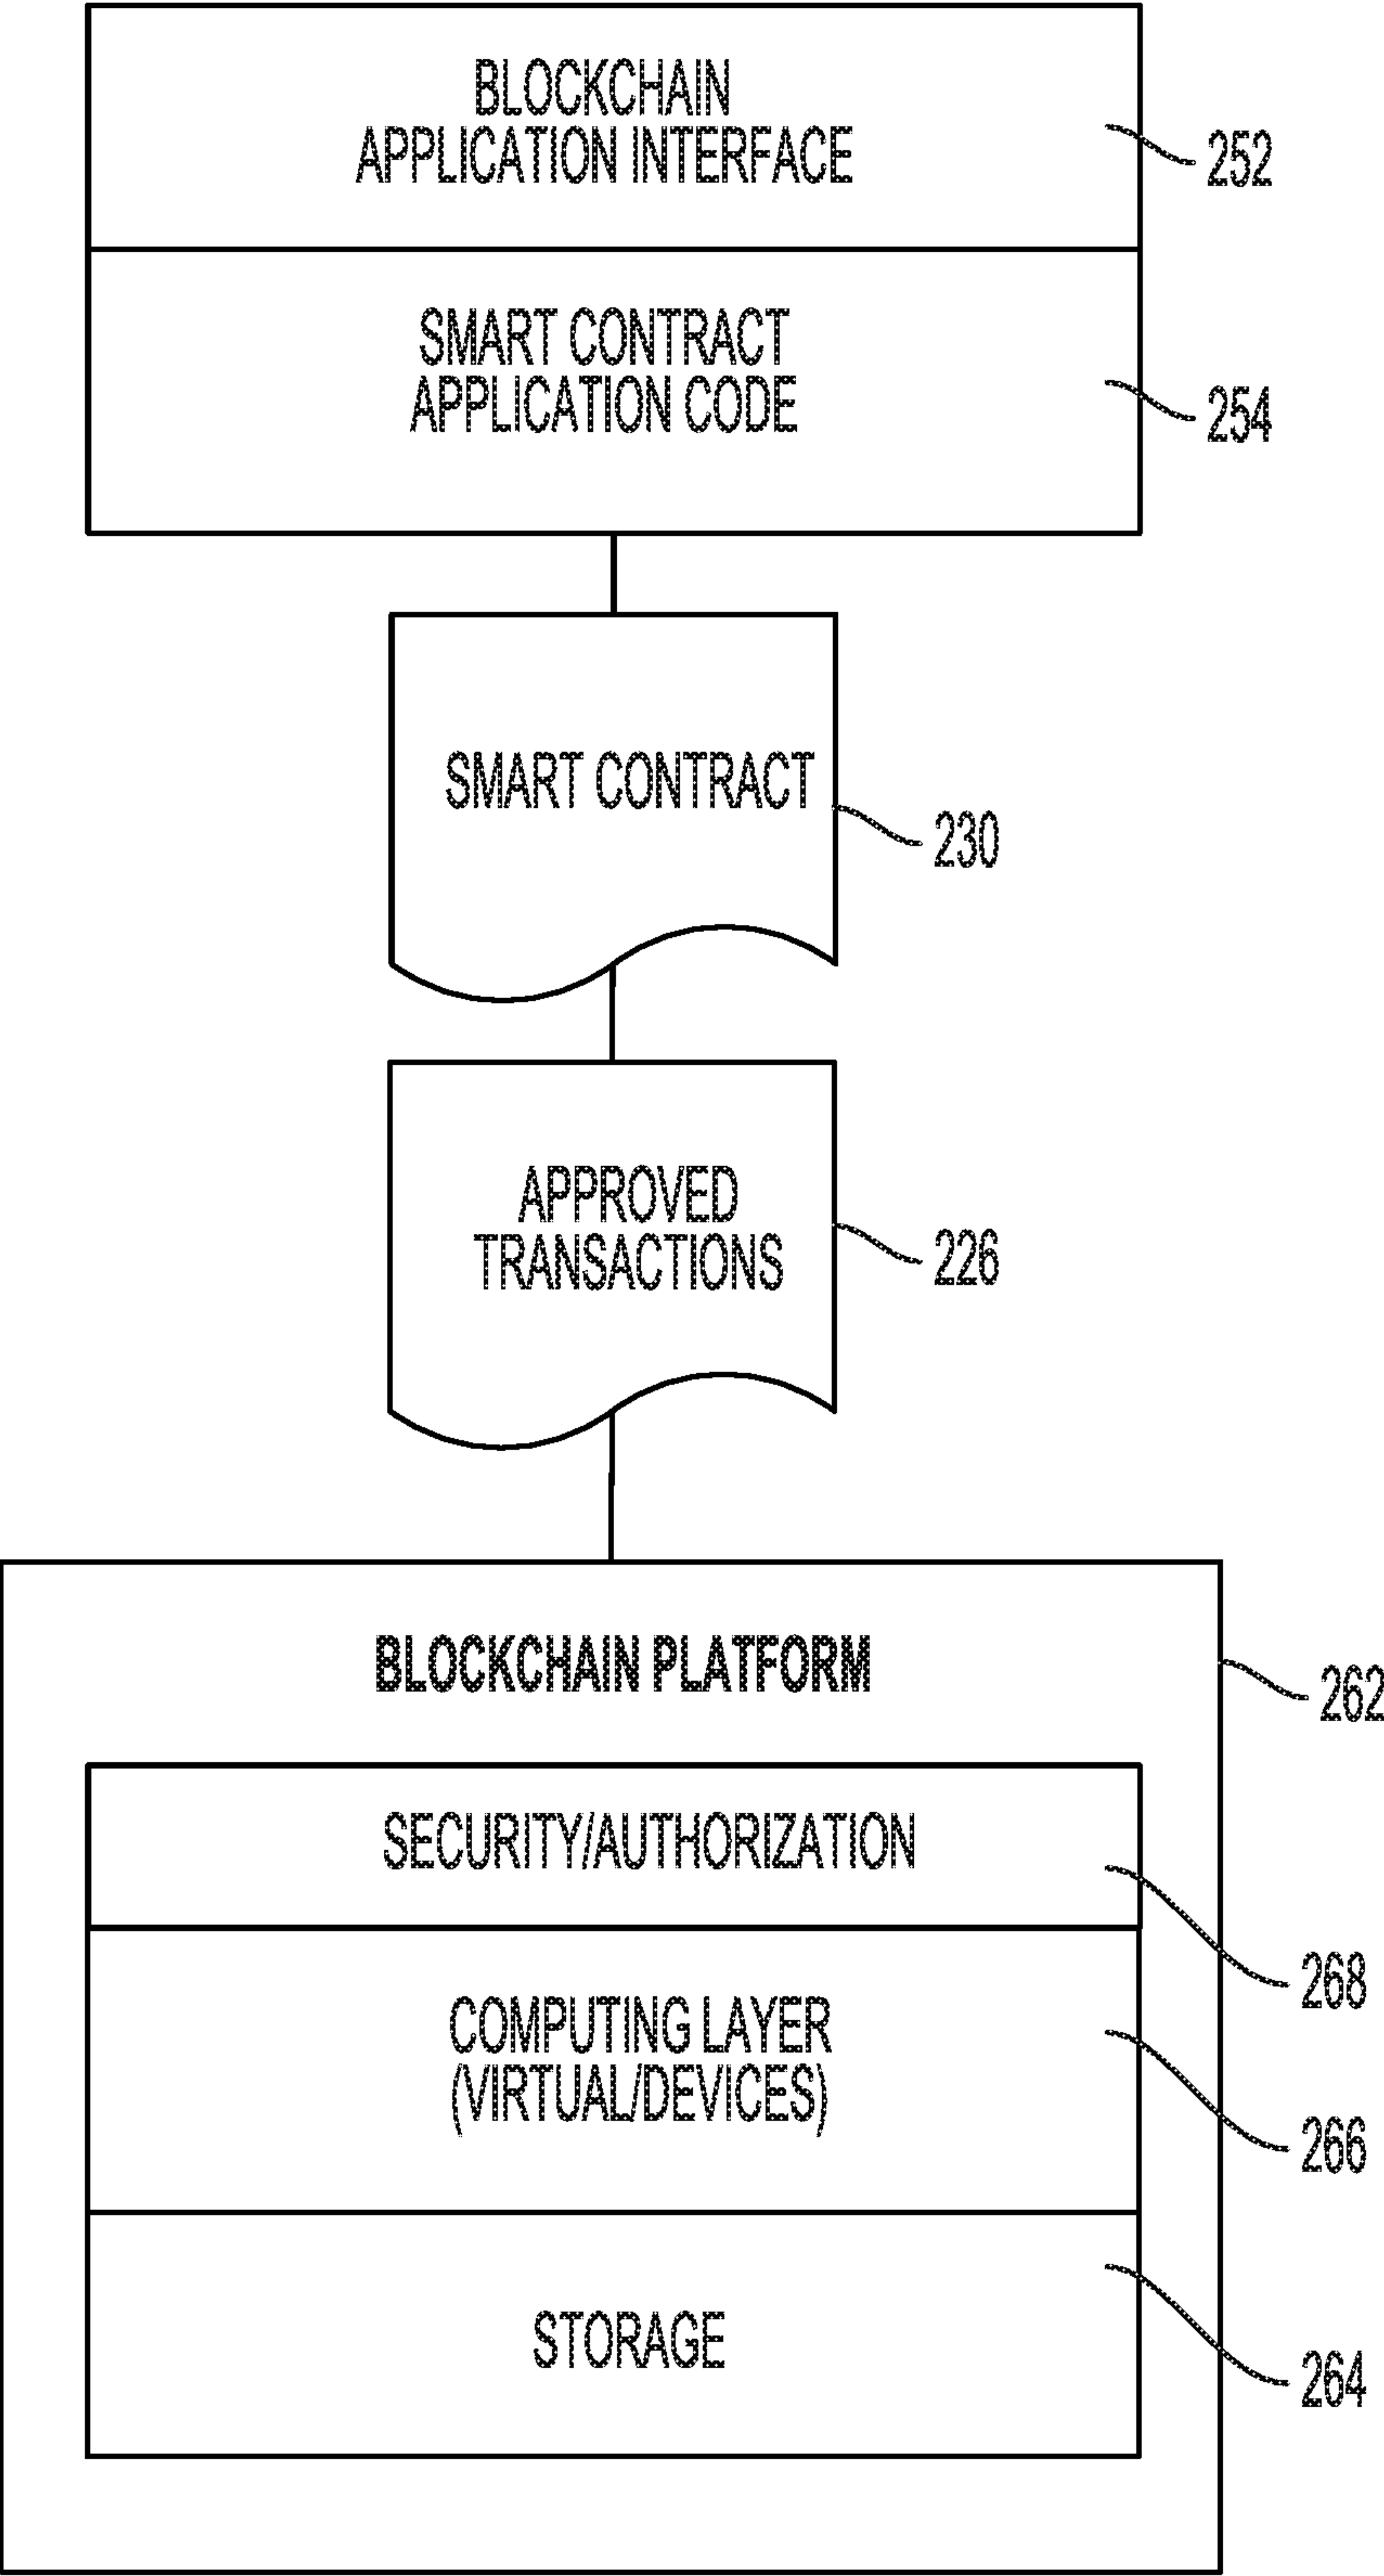 BLOCKCHAIN
APPLICATION INTERFACE
252
SMART CONTRACT
APPLICATION CODE
254
SMART CONTRACT
230
APPROVED
TRANSACTIONS
226
BLOCKCHAIN PLATFORM
262
SECURITY/AUTHORIZATION
268
COMPUTING LAYER
(VIRTUAL/DEVICES)
266
STORAGE
264